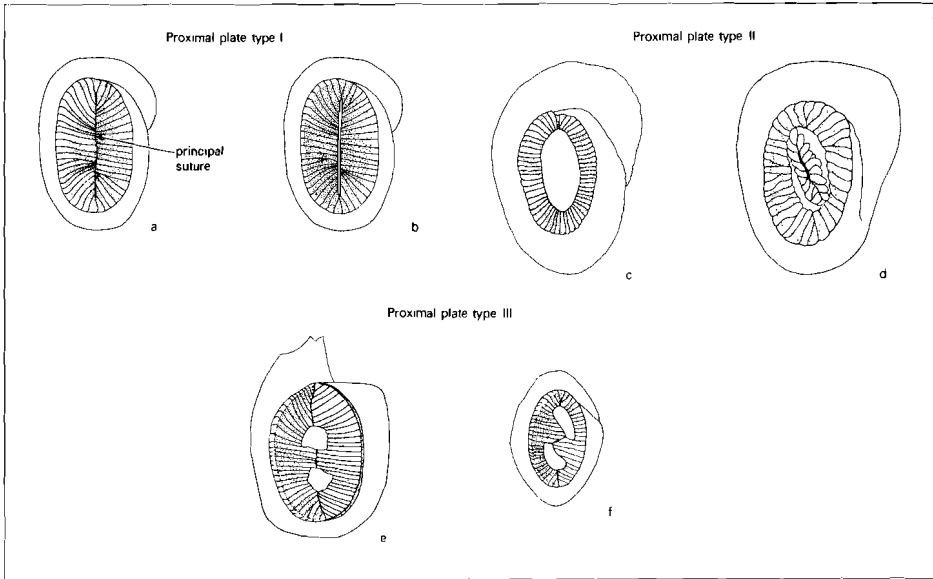 Proximal plate type I
Proximal plate type II
principal
suture
a
b
c
d
Proximal plate type III
e
f